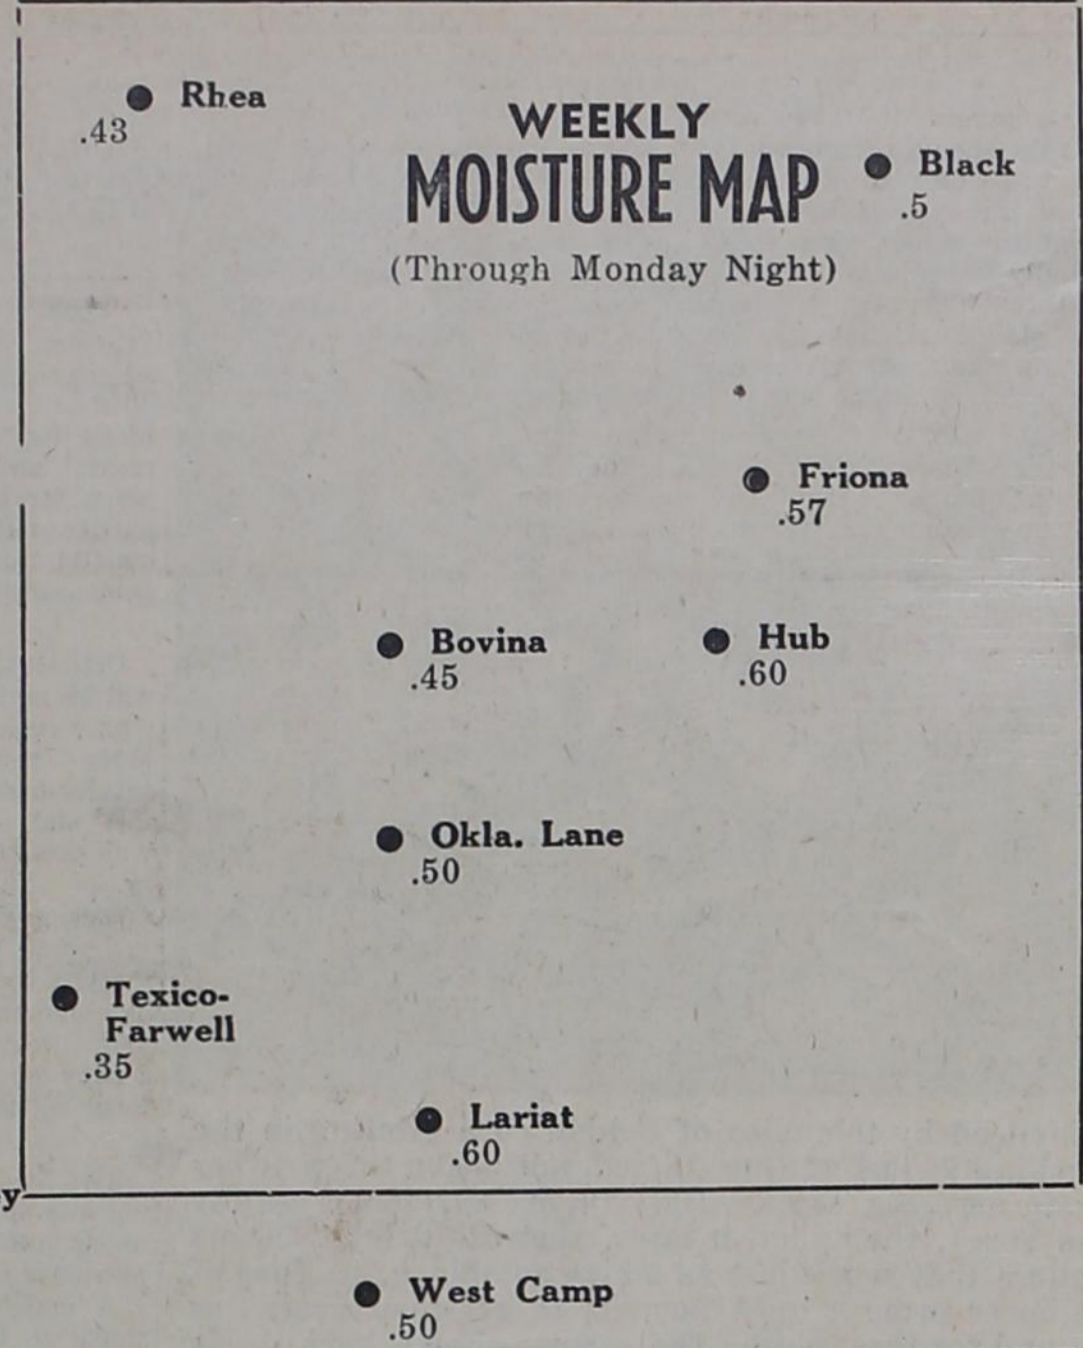 Rhea
.43
WEEKLY
MOISTURE MAP
(Through Monday Night)
Black
.5
Friona
.57
Bovina
.45
Hub
.60
Okla. Lane
.50
Texico-
Farwell
.35
Lariat
.60
y
West Camp
.50